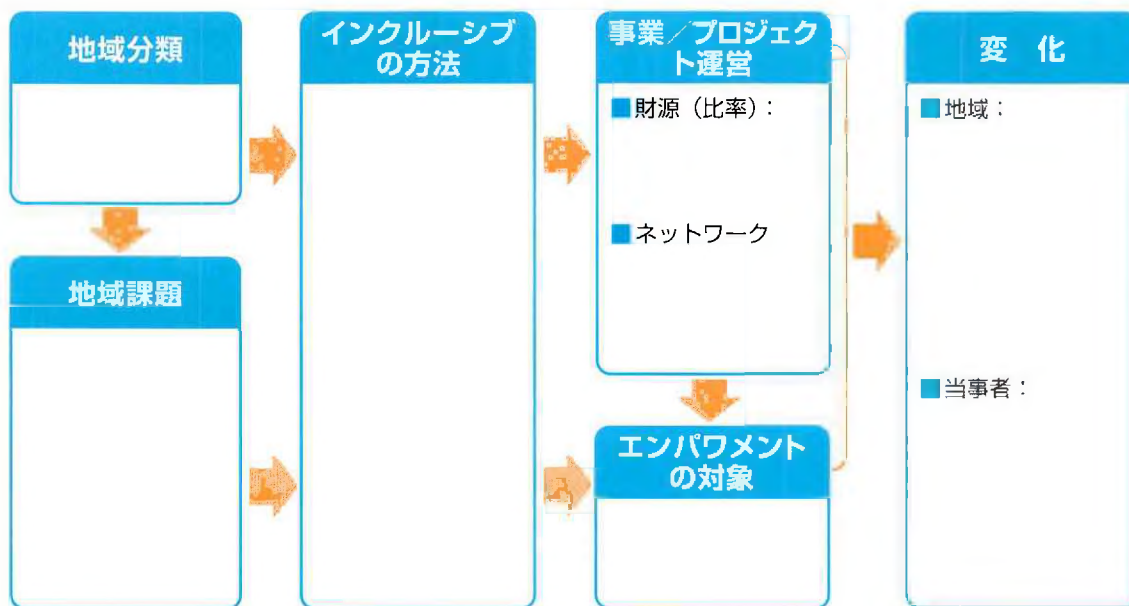 地域分類
地域課題
インクルーシブ
の方法
事業／プロジェク
ト運営
■財源（比率）：
■ネットワーク
エンパワメント
の対象
変　化
■地域：
■当事者：